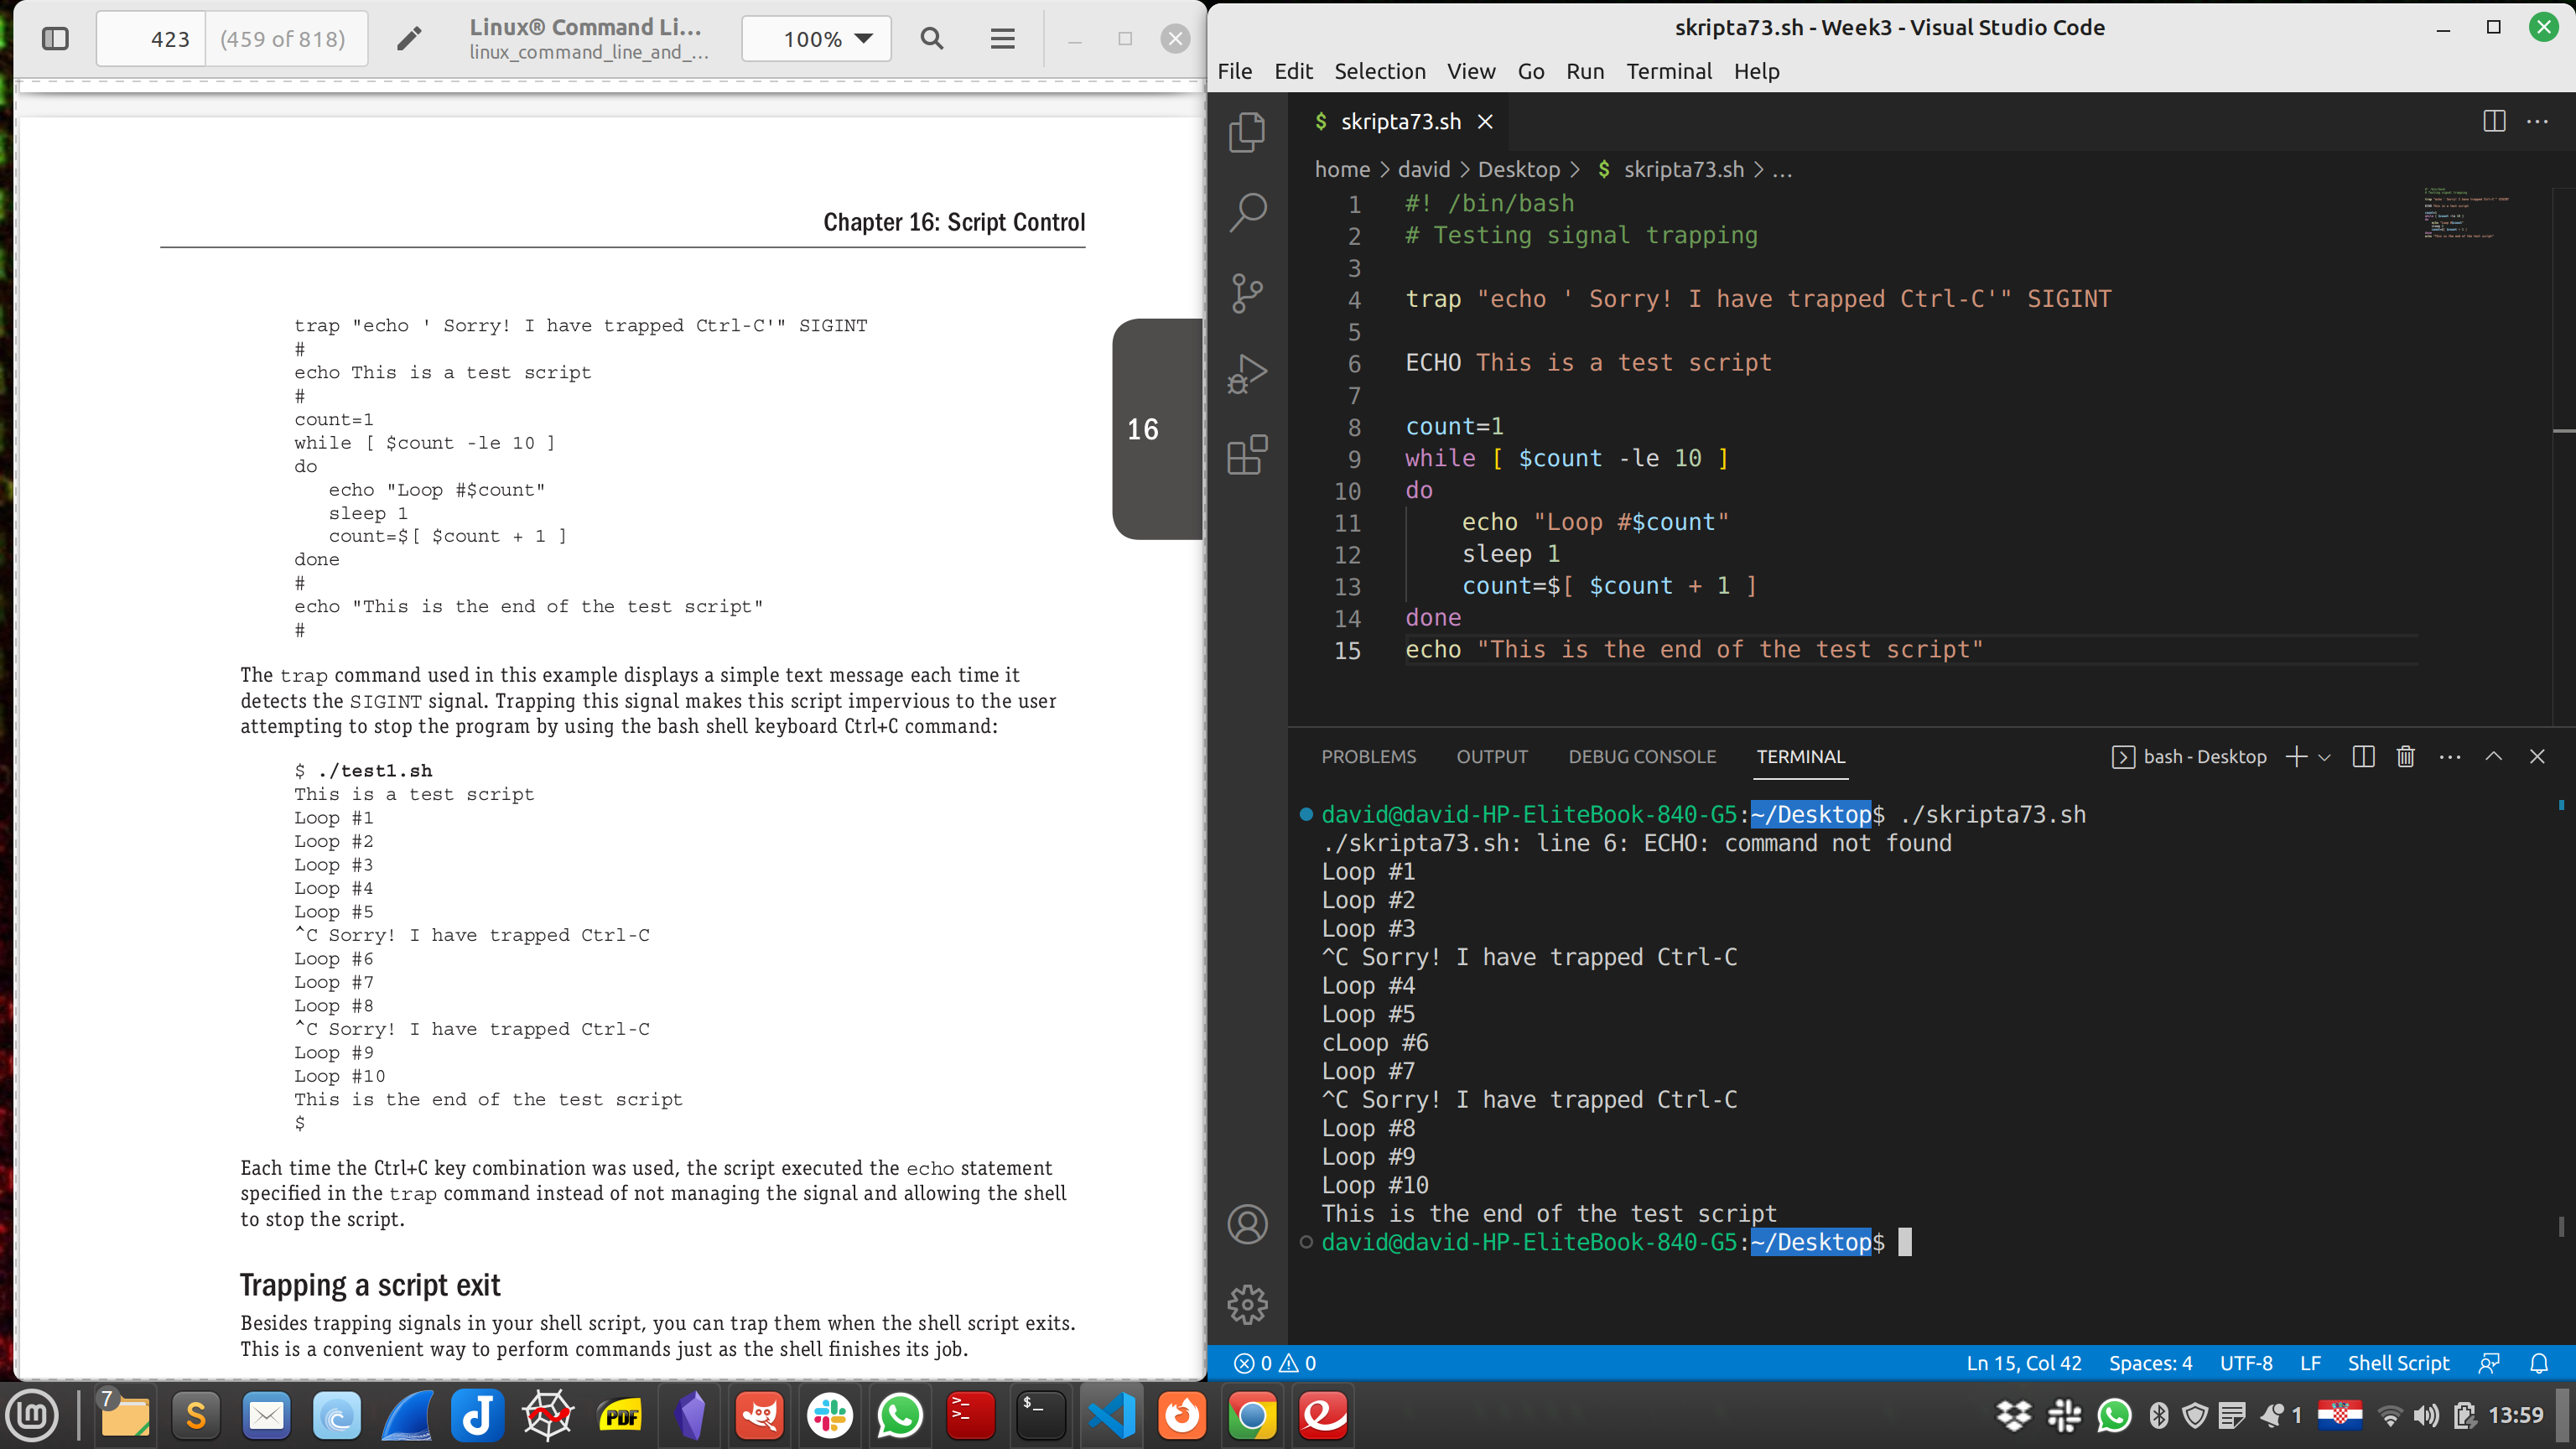 423
(459 of 818)
Linux® Command Li...
linux_command_line_and_...
100%
Chapter 16: Script Control
trap "echo ' Sorry! I have trapped Ctrl-C'" SIGINT
#
echo This is a test script
#
count=1
while [ $count -le 10 ]
do
echo "Loop #$count"
sleep 1
count=$[ $count + 1 ]
done
#
echo "This is the end of the test script"
#
16
The trap command used in this example displays a simple text message each time it
detects the SIGINT signal. Trapping this signal makes this script impervious to the user
attempting to stop the program by using the bash shell keyboard Ctrl+C command:
$ ./test1.sh
This is a test script
Loop #1
Loop #2
Loop #3
Loop #4
Loop #5
^C Sorry! I have trapped Ctrl-C
Loop #6
Loop #7
Loop #8
^C Sorry! I have trapped Ctrl-C
Loop #9
Loop #10
This is the end of the test script
$
Each time the Ctrl+C key combination was used, the script executed the echo statement
specified in the trap command instead of not managing the signal and allowing the shell
to stop the script.
Trapping a script exit
Besides trapping signals in your shell script, you can trap them when the shell script exits.
This is a convenient way to perform commands just as the shell finishes its job.
skripta73.sh - Week3 - Visual Studio Code
File Edit Selection View Go Run Terminal Help
$ skripta73.sh
home > david > Desktop > $ skripta73.sh > ...
1 #! /bin/bash
2 # Testing signal trapping
3
4 trap "echo ' Sorry! I have trapped Ctrl-C'" SIGINT
5
6 ECHO This is a test script
7
8 count=1
9 while [ $count -le 10 ]
10 do
11 echo "Loop #$count"
12 sleep 1
13 count=$[ $count + 1 ]
14 done
15 echo "This is the end of the test script"
PROBLEMS OUTPUT DEBUG CONSOLE TERMINAL
bash - Desktop
david@david-HP-EliteBook-840-G5:~/Desktop$ ./skripta73.sh
./skripta73.sh: line 6: ECHO: command not found
Loop #1
Loop #2
Loop #3
^C Sorry! I have trapped Ctrl-C
Loop #4
Loop #5
cLoop #6
Loop #7
^C Sorry! I have trapped Ctrl-C
Loop #8
Loop #9
Loop #10
This is the end of the test script
david@david-HP-EliteBook-840-G5:~/Desktop$
0 0
Ln 15, Col 42 Spaces: 4 UTF-8 LF Shell Script
7
S
PDF
$_
1
13:59